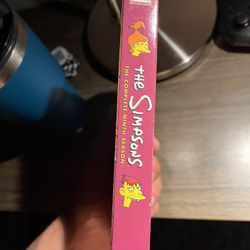 THE SIMPSONS
THE COMPLETE NINTH SEASON